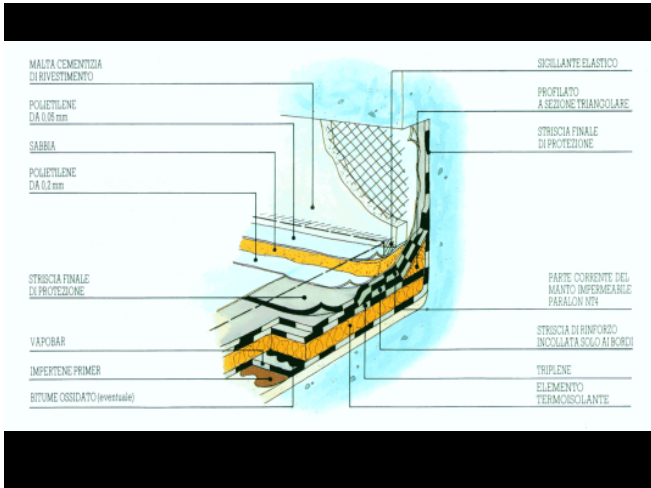 MALTA CEMENTIZIA
DI RIVESTIMENTO
POLIETILENE
DA 0,05 mm
SABBIA
POLIETILENE
DA 0,2 mm
STRISCIA FINALE
DI PROTEZIONE
VAPOBAR
IMPERTENE PRIMER
BITUME OSSIDATO (eventuale)
SIGILLANTE ELASTICO
PROFILATO
A SEZIONE TRIANGOLARE
STRISCIA FINALE
DI PROTEZIONE
PARTE CORRENTE DEL
MANTO IMPERMEABILE
PARALON NT4
STRISCIA DI RINFORZO
INCOLLATA SOLO AI BORDI
TRIPLENE
ELEMENTO
TERMOISOLANTE